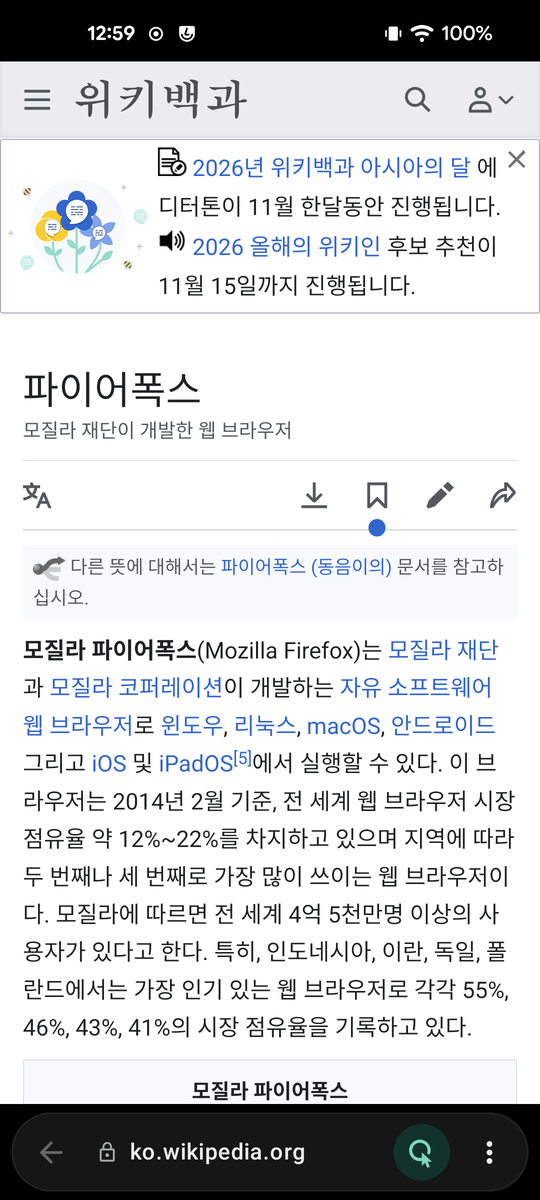 12:59
100%
위키백과
2026년 위키백과 아시아의 달 에
디터톤이 11월 한달동안 진행됩니다.
2026 올해의 위키인 후보 추천이
11월 15일까지 진행됩니다.
파이어폭스
모질라 재단이 개발한 웹 브라우저
다른 뜻에 대해서는 파이어폭스 (동음이의) 문서를 참고하
십시오.
모질라 파이어폭스(Mozilla Firefox)는 모질라 재단
과 모질라 코퍼레이션이 개발하는 자유 소프트웨어
웹 브라우저로 윈도우, 리눅스, macOS, 안드로이드
그리고 iOS 및 iPadOS[5]에서 실행할 수 있다. 이 브
라우저는 2014년 2월 기준, 전 세계 웹 브라우저 시장
점유율 약 12%~22%를 차지하고 있으며 지역에 따라
두 번째나 세 번째로 가장 많이 쓰이는 웹 브라우저이
다. 모질라에 따르면 전 세계 4억 5천만명 이상의 사
용자가 있다고 한다. 특히, 인도네시아, 이란, 독일, 폴
란드에서는 가장 인기 있는 웹 브라우저로 각각 55%,
46%, 43%, 41%의 시장 점유율을 기록하고 있다.
모질라 파이어폭스
ko.wikipedia.org